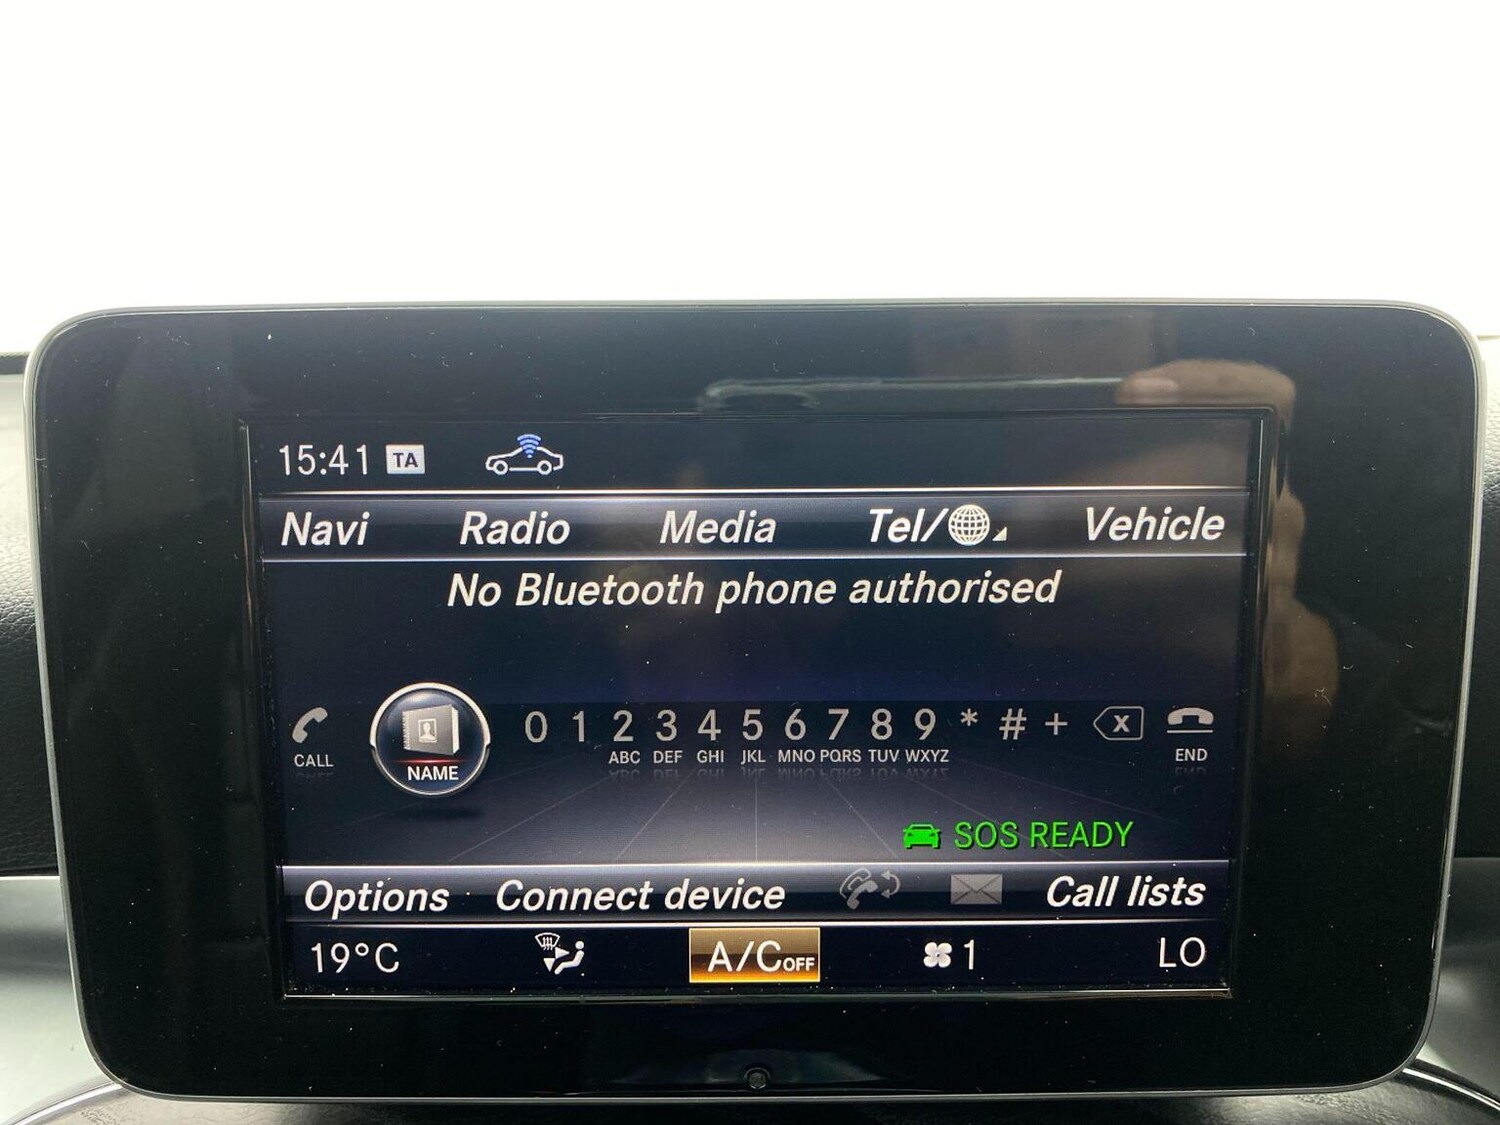 15:41 TA
Navi Radio Media Tel/ Vehicle
No Bluetooth phone authorised
0 1 2 3 4 5 6 7 8 9 * # + X
CALL NAME ABC DEF GHI JKL MNO PQRS TUV WXYZ END
SOS READY
Options Connect device Call lists
19°C A/C OFF 1 LO